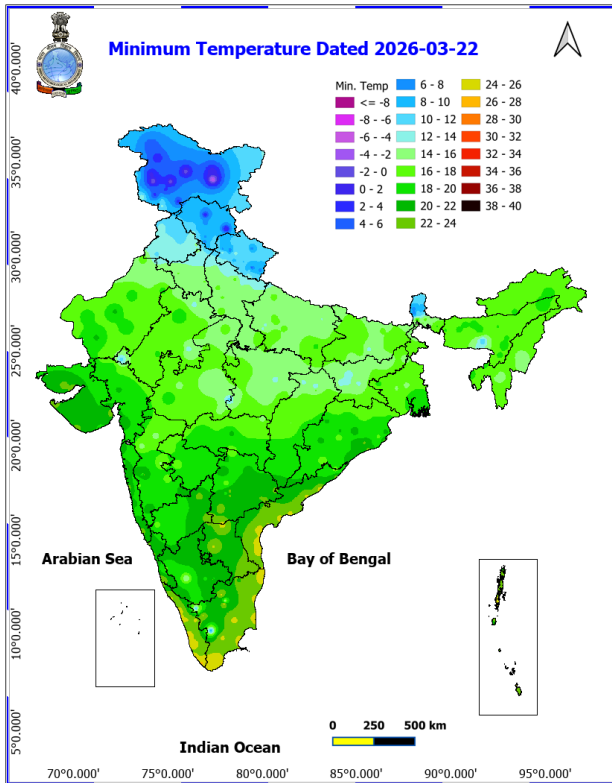 Minimum Temperature Dated 2026-03-22
Min. Temp
<= -8
-8 - -6
-6 - -4
-4 - -2
-2 - 0
0 - 2
2 - 4
4 - 6
6 - 8
8 - 10
10 - 12
12 - 14
14 - 16
16 - 18
18 - 20
20 - 22
22 - 24
24 - 26
26 - 28
28 - 30
30 - 32
32 - 34
34 - 36
36 - 38
38 - 40
40°0.000'
35°0.000'
30°0.000'
25°0.000'
20°0.000'
15°0.000'
10°0.000'
5°0.000'
Arabian Sea
Bay of Bengal
Indian Ocean
0 250 500 km
70°0.000' 75°0.000' 80°0.000' 85°0.000' 90°0.000' 95°0.000'